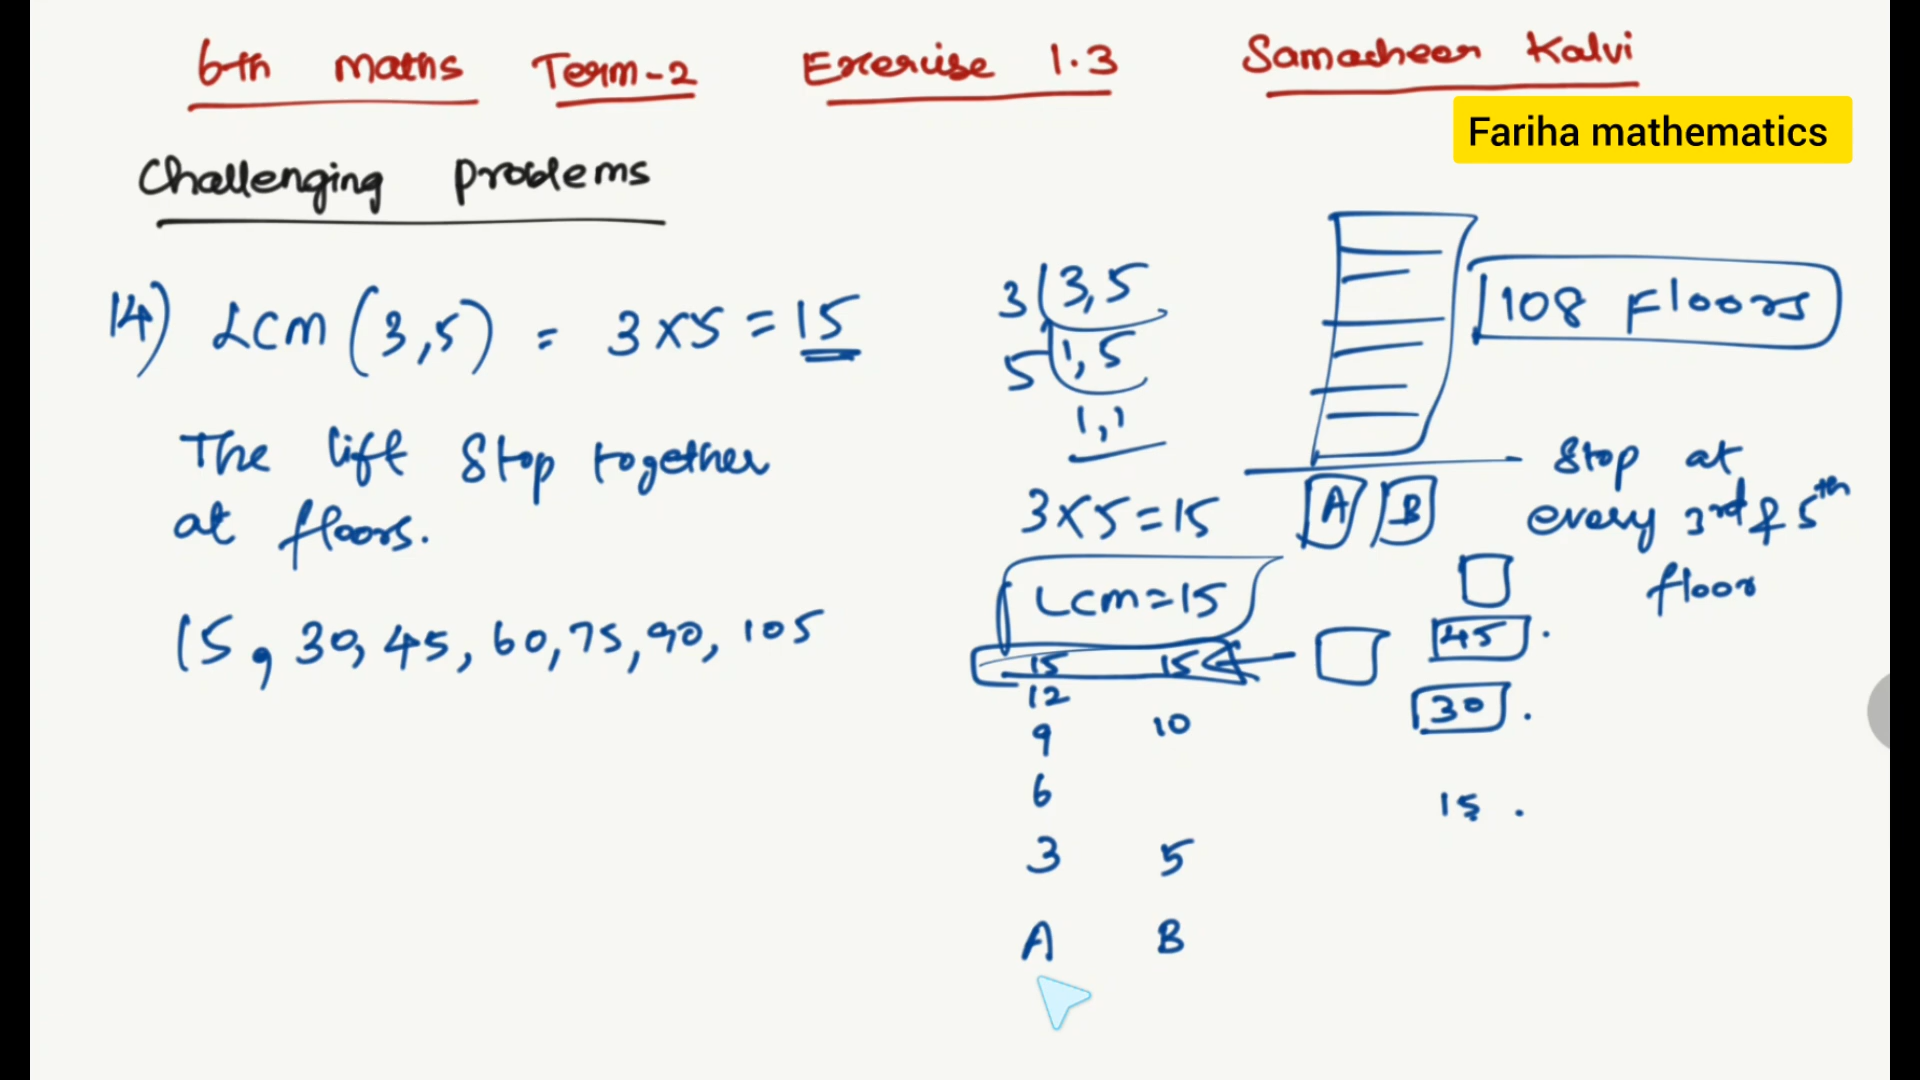 6th maths Term-2 Exercise 1.3 Samacheer Kalvi
Fariha mathematics
Challenging problems
14) LCM (3,5) = 3 x 5 = 15
The lift stop together
at floors.
15, 30, 45, 60, 75, 90, 105
3 | 3, 5
5 | 1, 5
1, 1
3 x 5 = 15
LCM = 15
15 15
12
9 10
6
3 5
A B
108 Floors
A B
Stop at
every 3rd & 5th
floor
45 .
30 .
15 .